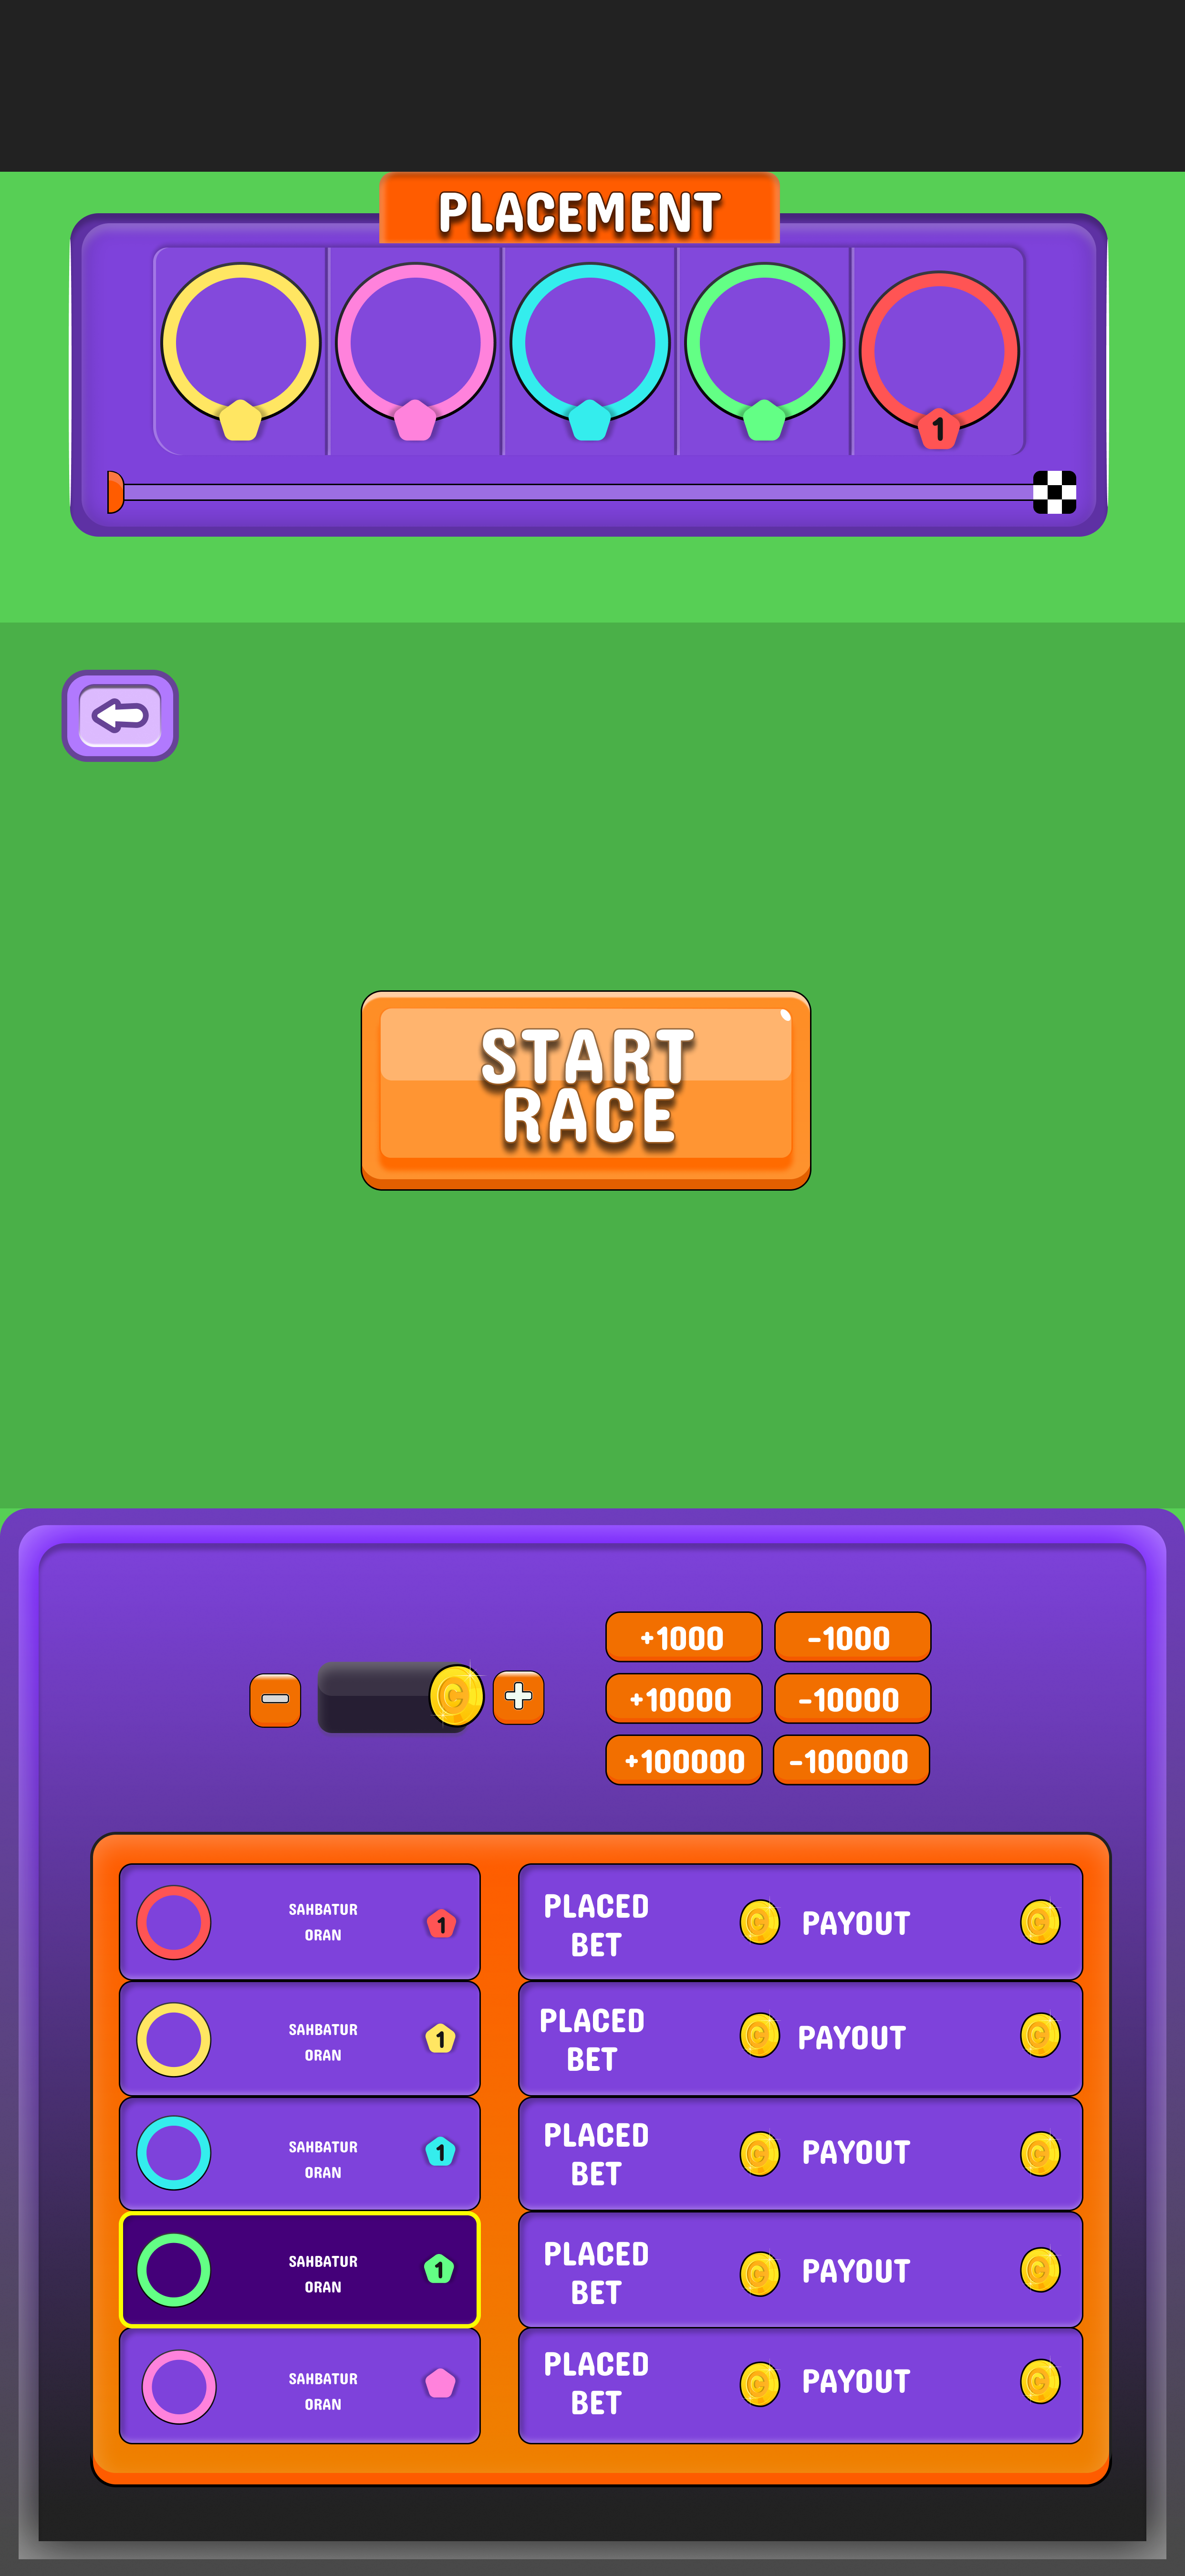 PLACEMENT
1
START
RACE
+1000 -1000
+10000 -10000
+100000 -100000
SAHBATUR
ORAN
1
PLACED
BET
PAYOUT
SAHBATUR
ORAN
1
PLACED
BET
PAYOUT
SAHBATUR
ORAN
1
PLACED
BET
PAYOUT
SAHBATUR
ORAN
1
PLACED
BET
PAYOUT
SAHBATUR
ORAN
PLACED
BET
PAYOUT